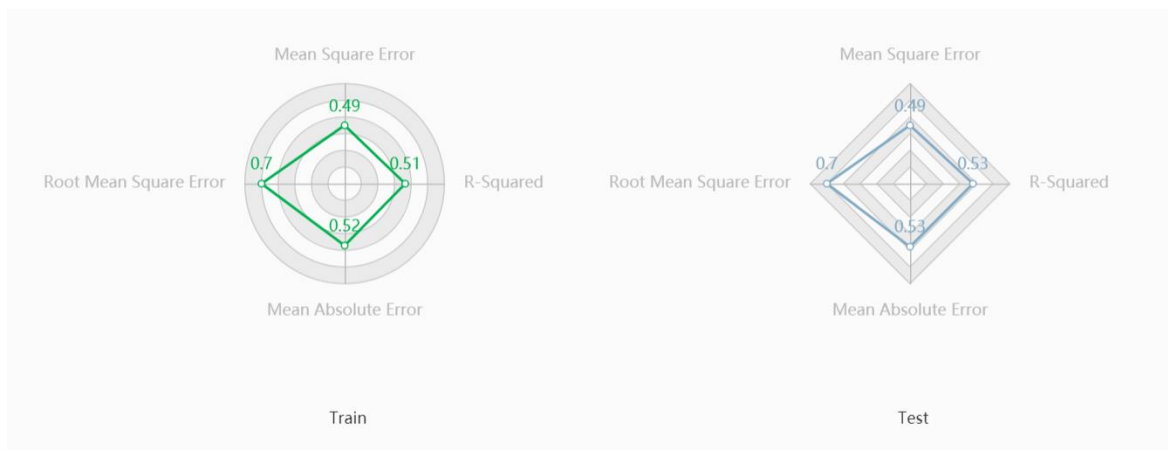 Mean Square Error
0.49
0.7
0.51
Root Mean Square Error
R-Squared
0.52
Mean Absolute Error
Train
Mean Square Error
0.49
0.7
0.53
Root Mean Square Error
R-Squared
0.53
Mean Absolute Error
Test